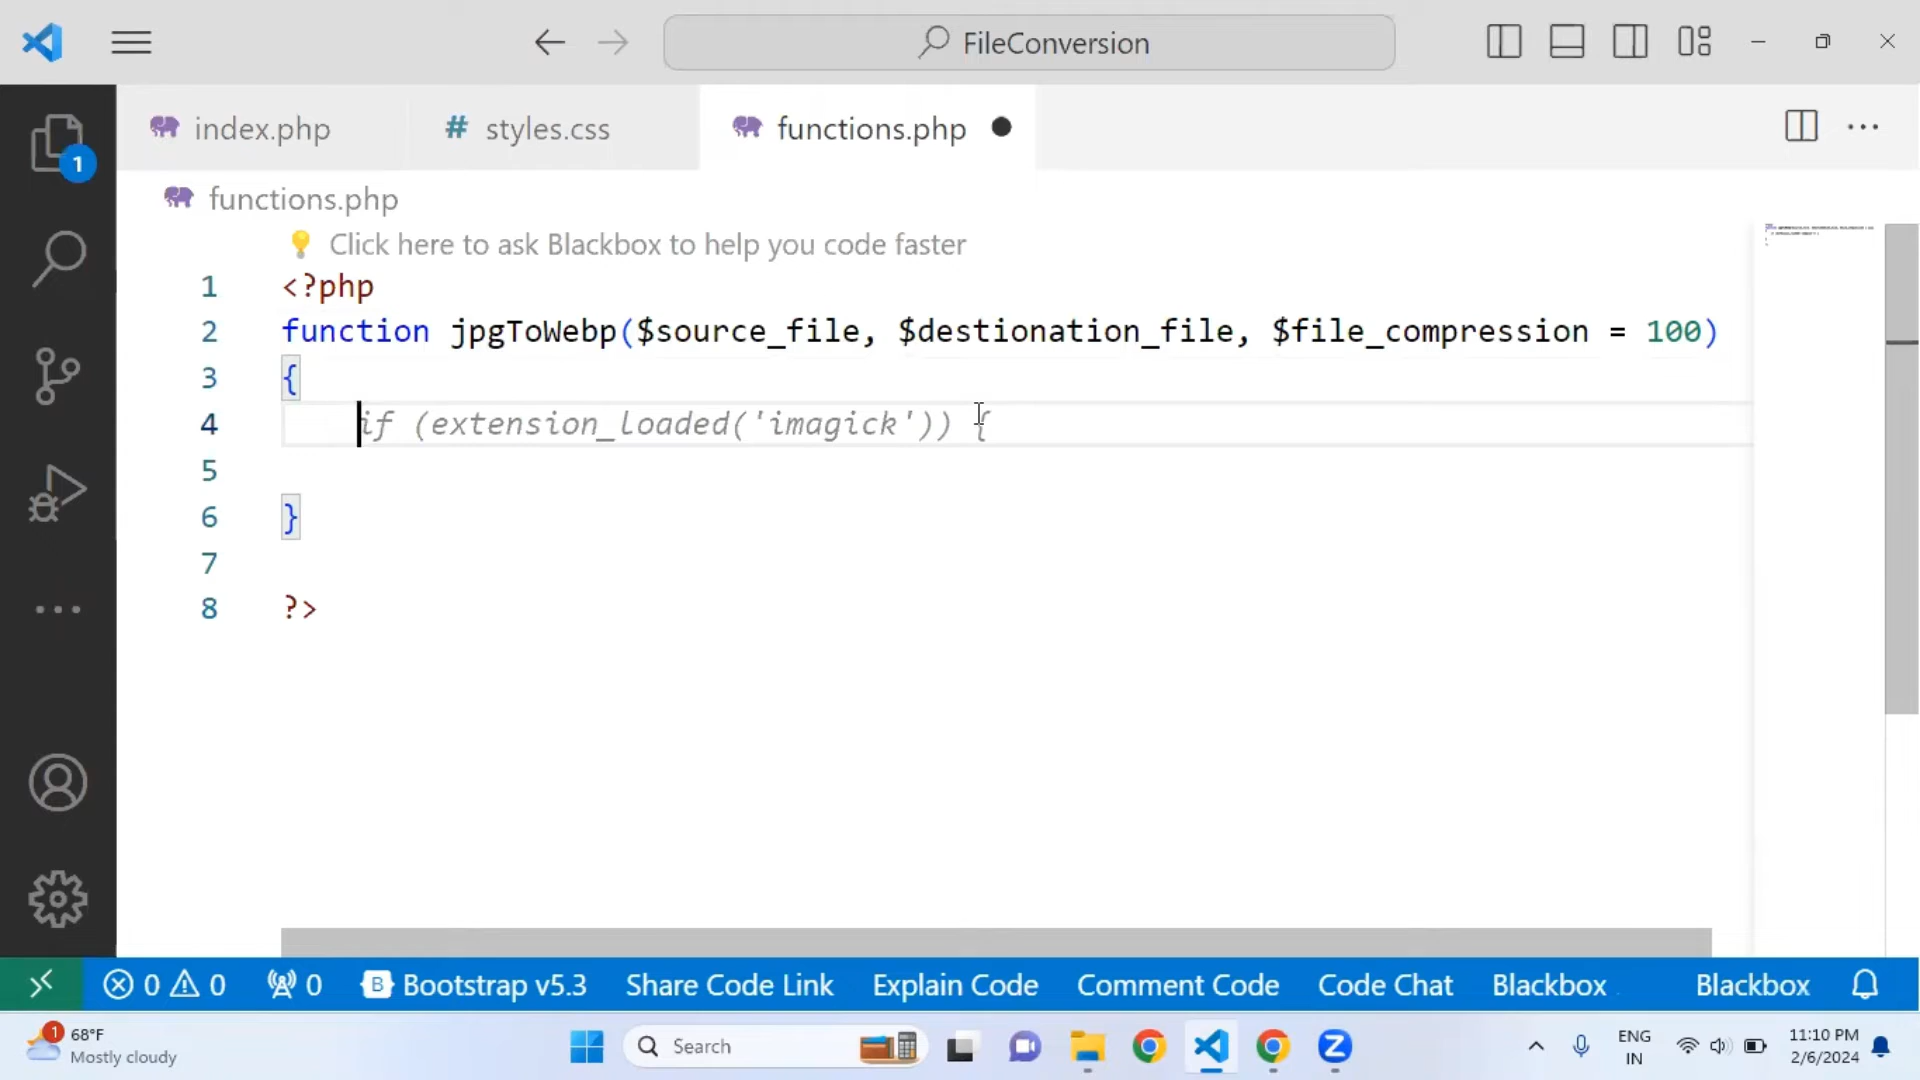 FileConversion
index.php
# styles.css
functions.php
1
functions.php
Click here to ask Blackbox to help you code faster
1 <?php
2 function jpgToWebp($source_file, $destionation_file, $file_compression = 100)
3 {
4 if (extension_loaded('imagick')) {
5
6 }
7
8 ?>
0 0 0 B Bootstrap v5.3 Share Code Link Explain Code Comment Code Code Chat Blackbox Blackbox
1 68°F
Mostly cloudy
Search
ENG
IN
11:10 PM
2/6/2024